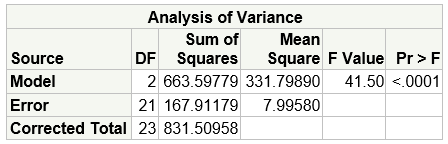 Analysis of Variance
Source DF Sum of Squares Mean Square F Value Pr > F
Model 2 663.59779 331.79890 41.50 <.0001
Error 21 167.91179 7.99580
Corrected Total 23 831.50958